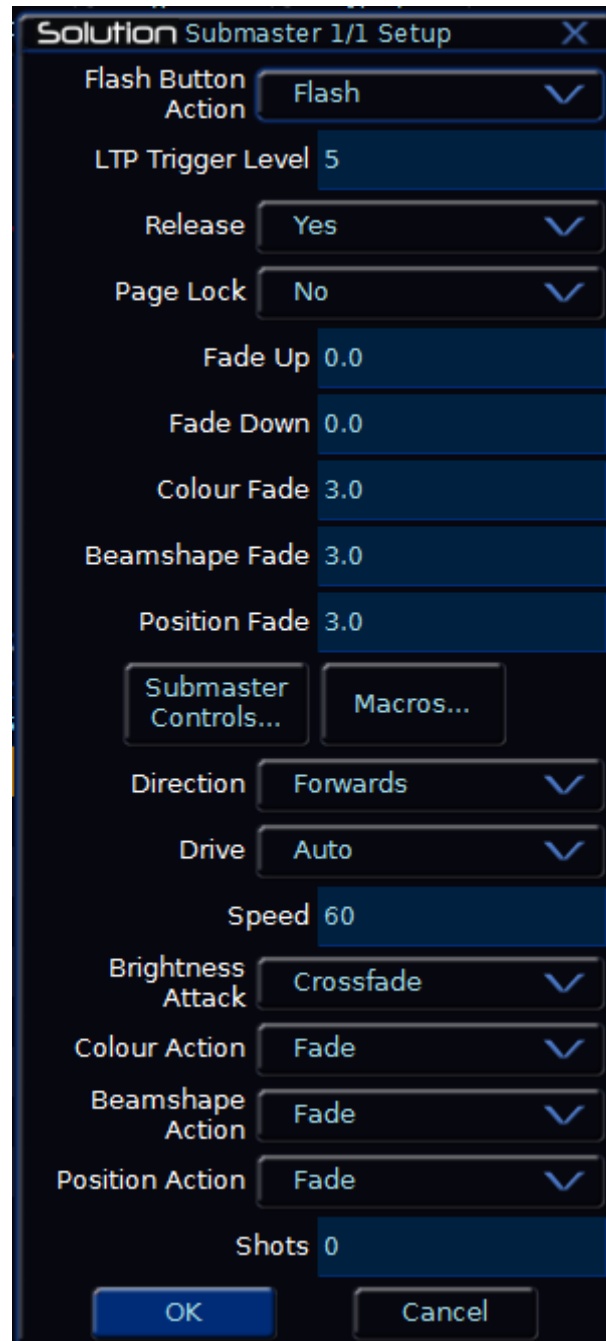 Solution Submaster 1/1 Setup X
Flash Button
Action Flash
LTP Trigger Level 5
Release Yes
Page Lock No
Fade Up 0.0
Fade Down 0.0
Colour Fade 3.0
Beamshape Fade 3.0
Position Fade 3.0
Submaster
Controls...
Macros...
Direction Forwards
Drive Auto
Speed 60
Brightness
Attack Crossfade
Colour Action Fade
Beamshape
Action Fade
Position Action Fade
Shots 0
OK Cancel